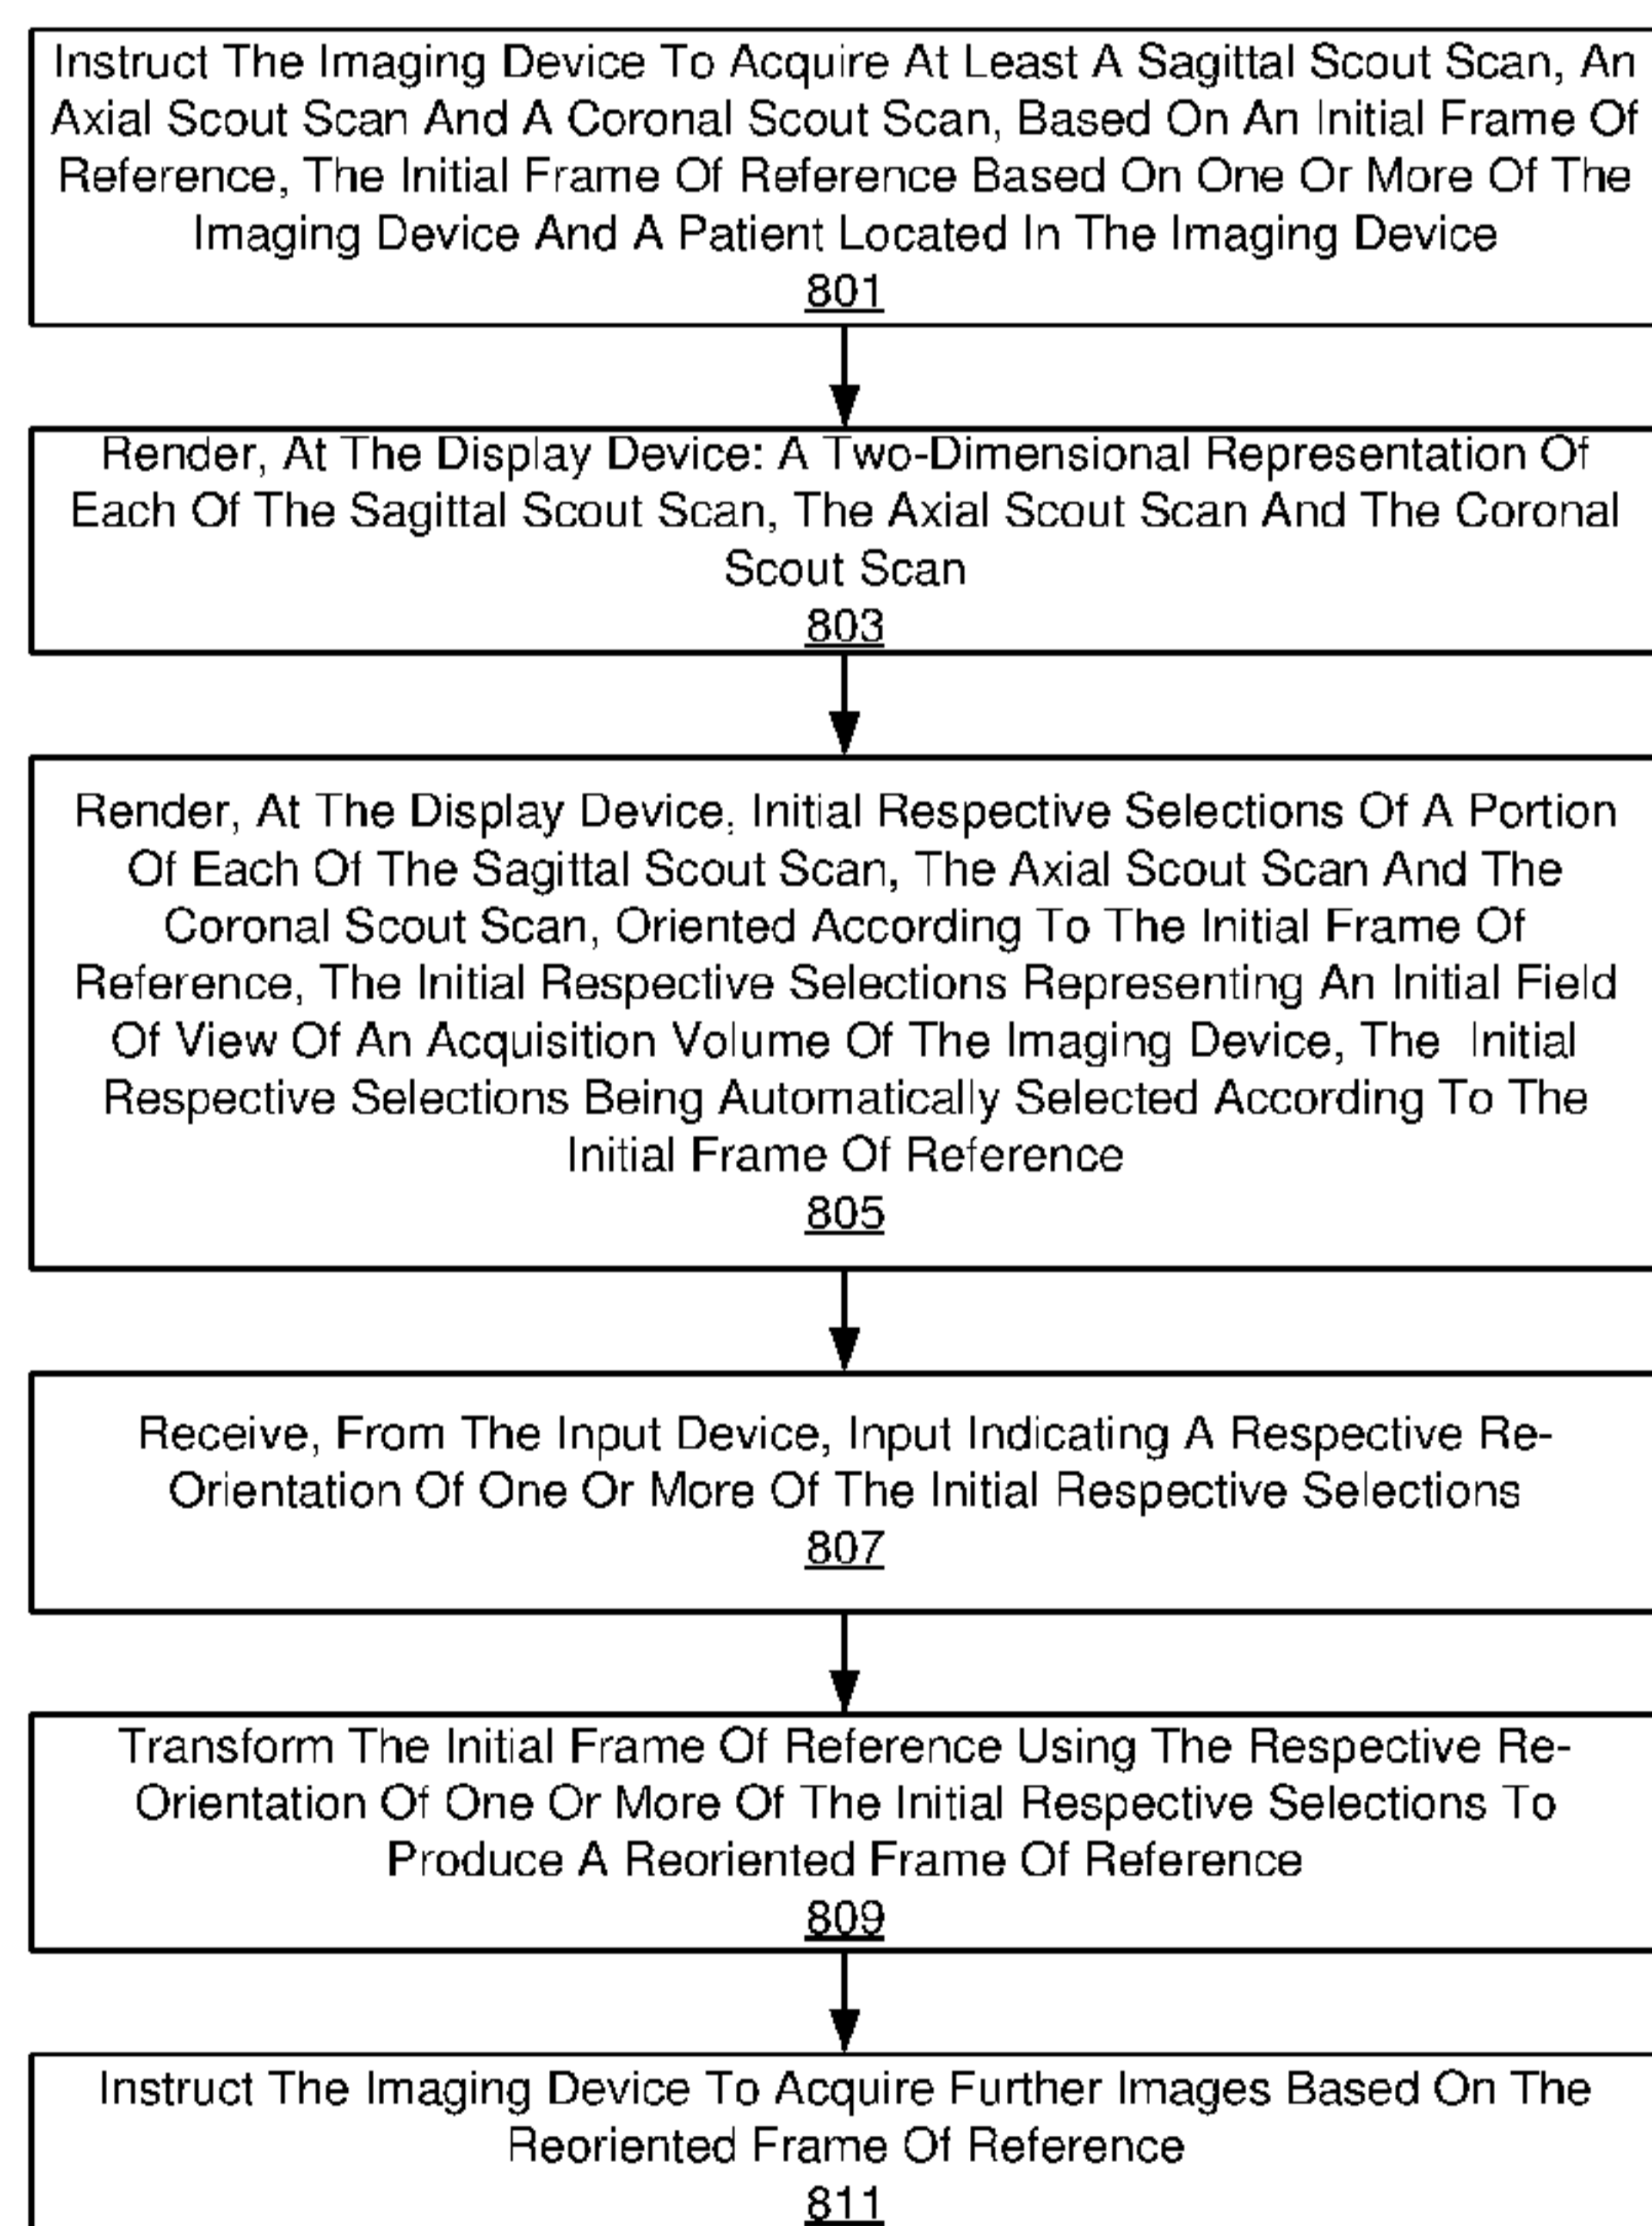 Instruct The Imaging Device To Acquire At Least A Sagittal Scout Scan, An
Axial Scout Scan And A Coronal Scout Scan, Based On An Initial Frame Of
Reference, The Initial Frame Of Reference Based On One Or More Of The
Imaging Device And A Patient Located In The Imaging Device
801
Render, At The Display Device: A Two-Dimensional Representation Of
Each Of The Sagittal Scout Scan, The Axial Scout Scan And The Coronal
Scout Scan
803
Render, At The Display Device, Initial Respective Selections Of A Portion
Of Each Of The Sagittal Scout Scan, The Axial Scout Scan And The
Coronal Scout Scan, Oriented According To The Initial Frame Of
Reference, The Initial Respective Selections Representing An Initial Field
Of View Of An Acquisition Volume Of The Imaging Device, The Initial
Respective Selections Being Automatically Selected According To The
Initial Frame Of Reference
805
Receive, From The Input Device, Input Indicating A Respective Re-
Orientation Of One Or More Of The Initial Respective Selections
807
Transform The Initial Frame Of Reference Using The Respective Re-
Orientation Of One Or More Of The Initial Respective Selections To
Produce A Reoriented Frame Of Reference
809
Instruct The Imaging Device To Acquire Further Images Based On The
Reoriented Frame Of Reference
811